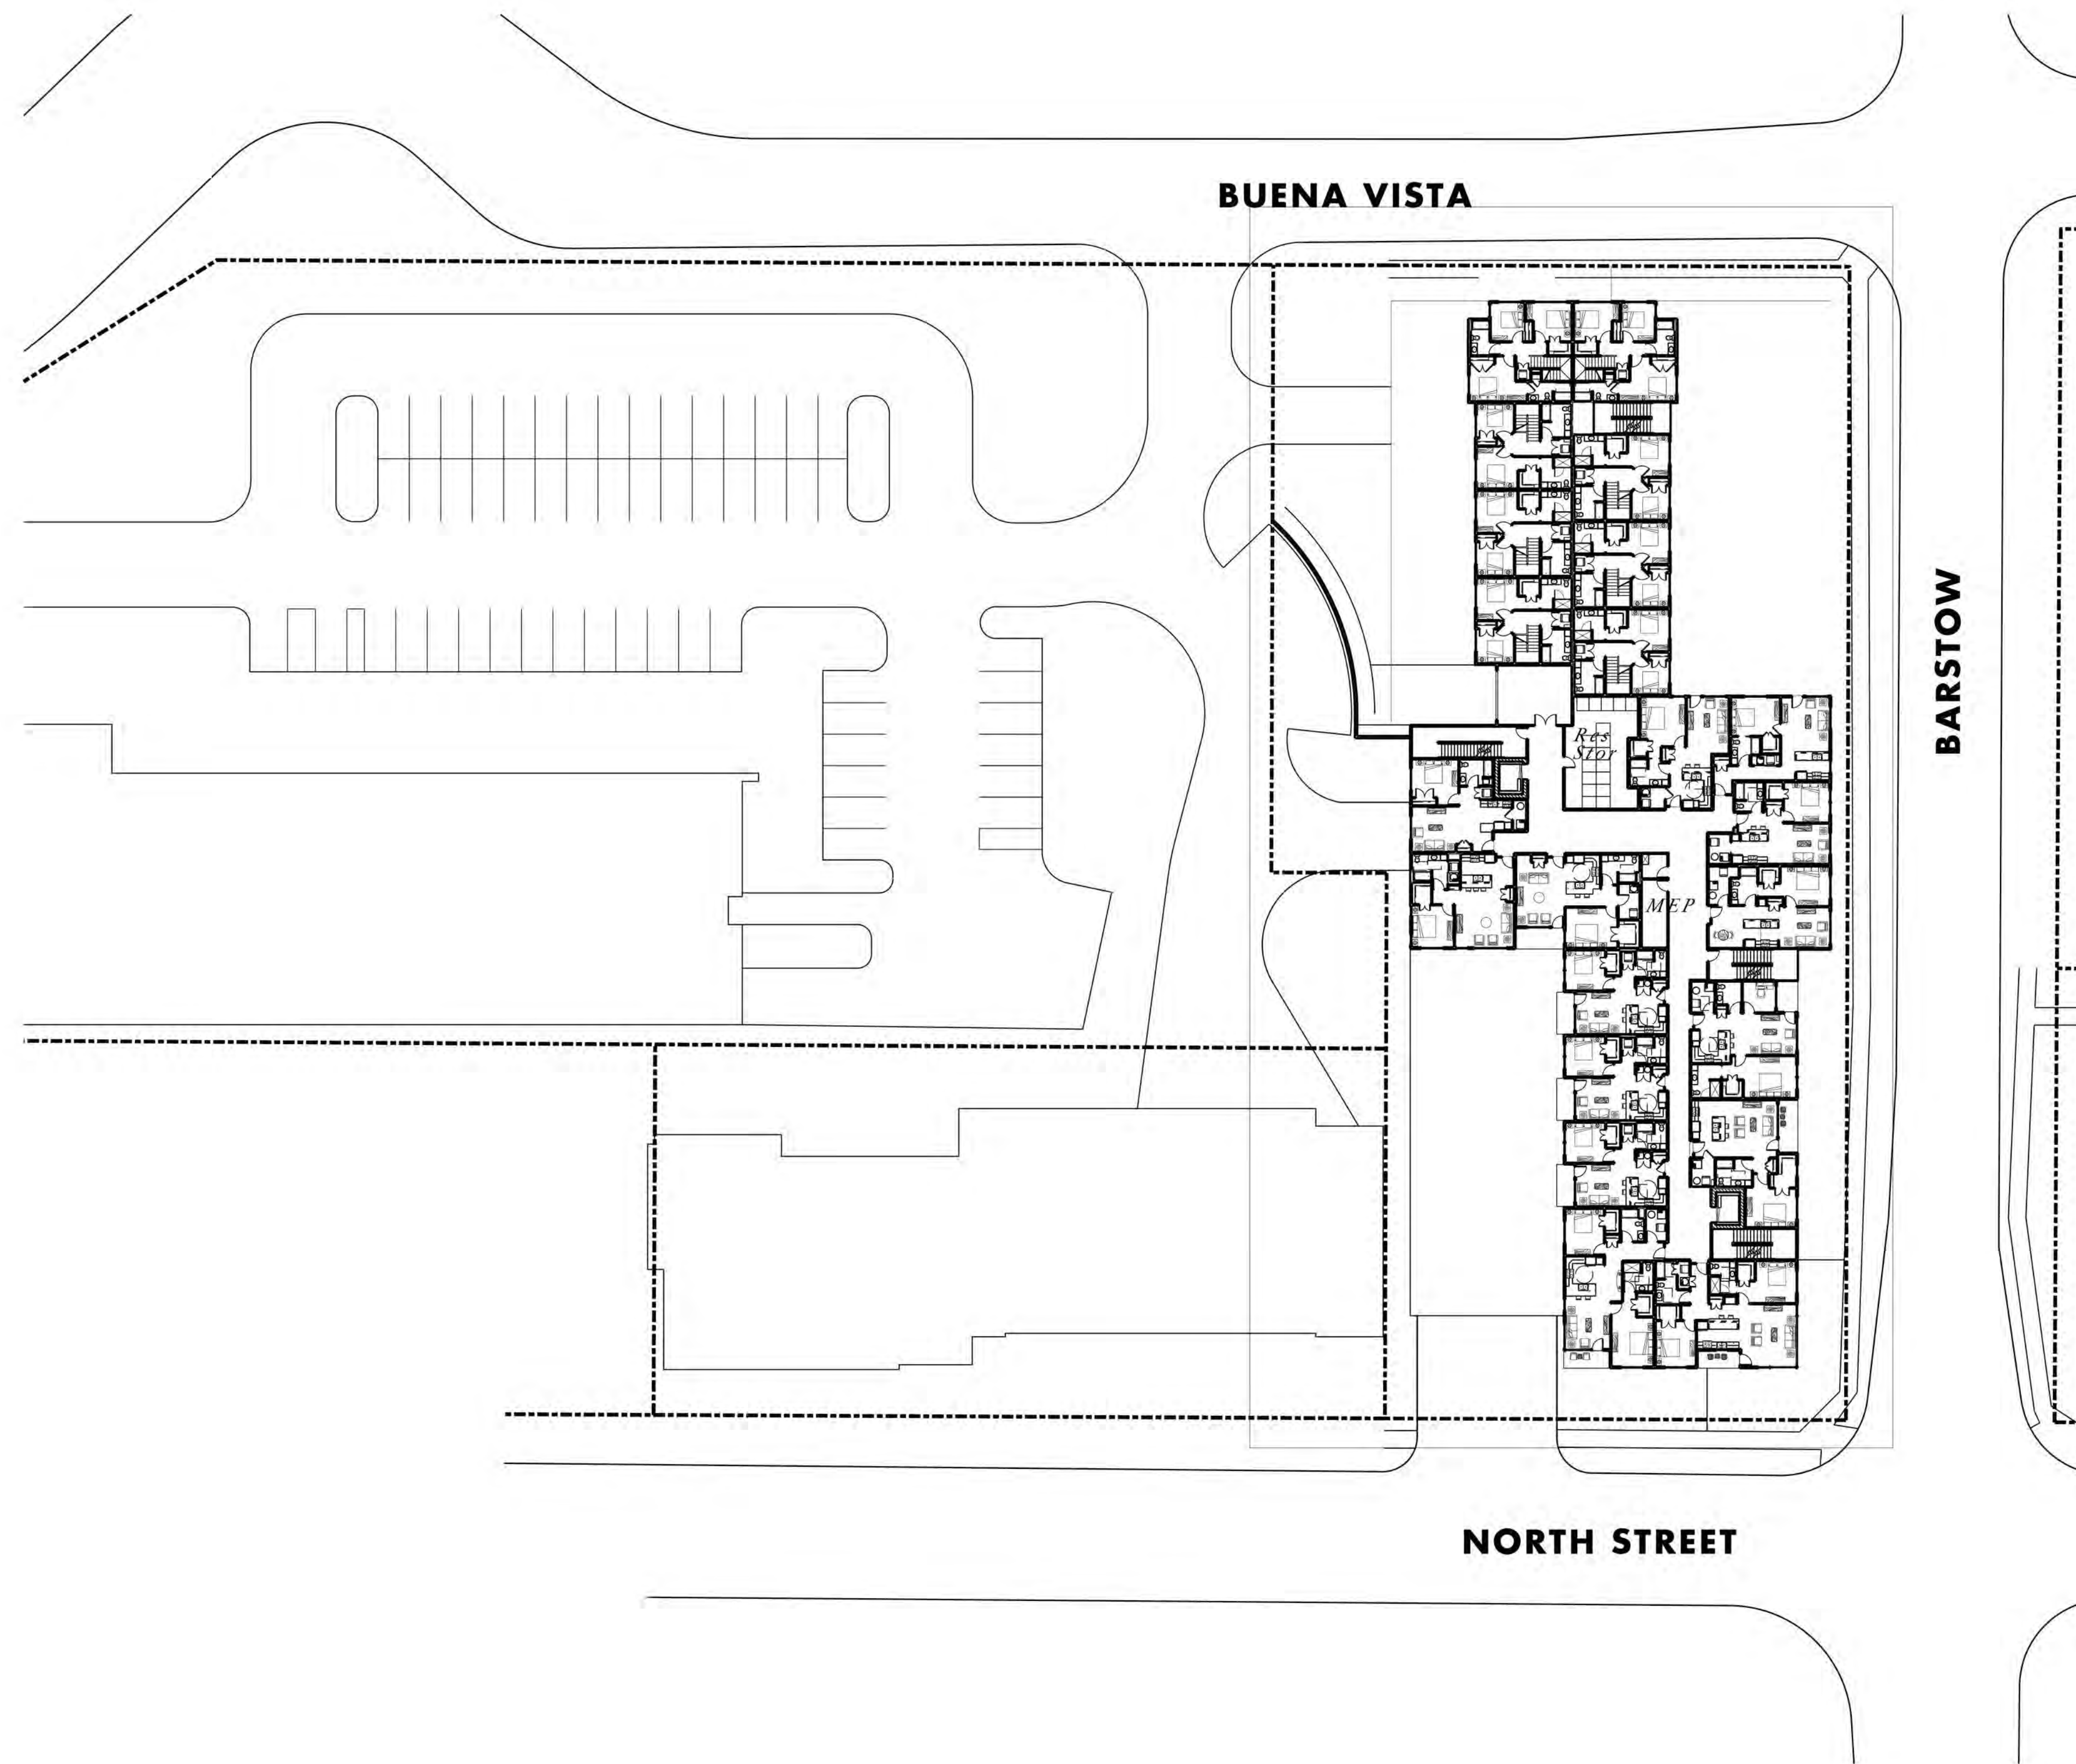 BUENA VISTA
BARSTOW
Res
Stor
MEP
NORTH STREET